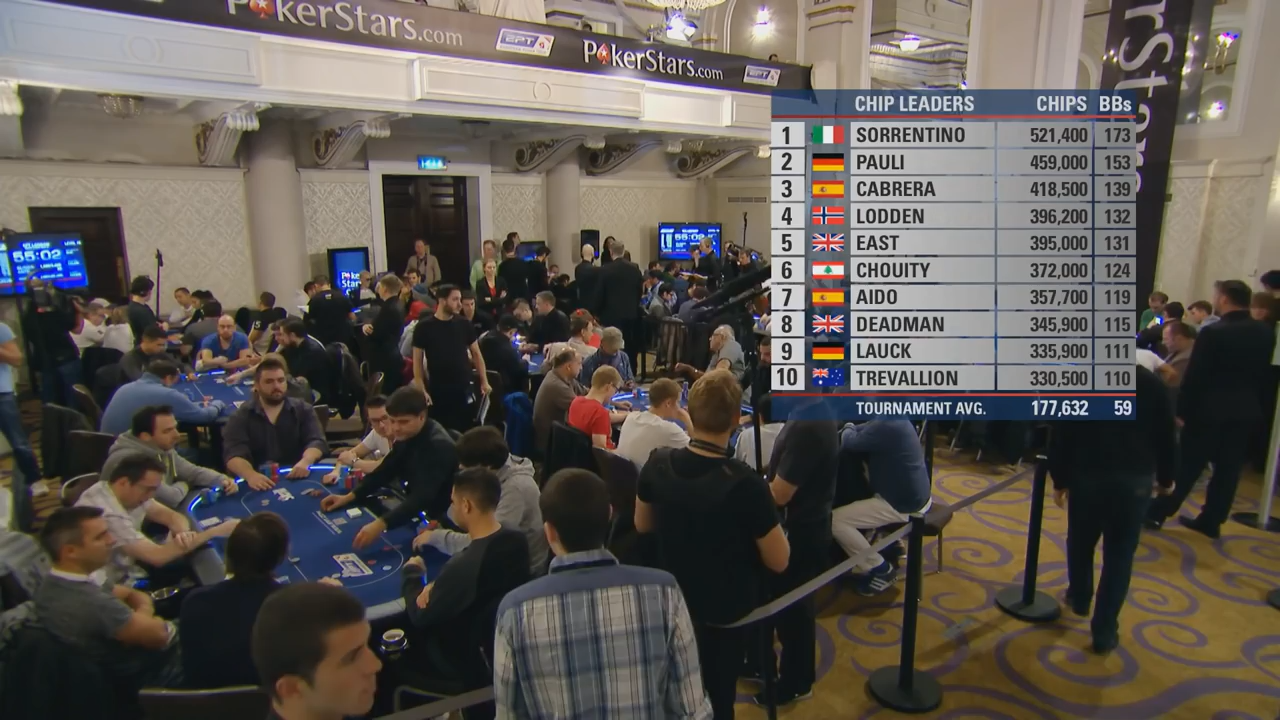 PokerStars.com EPT PokerStars.com EPT
rStars
CHIP LEADERS CHIPS BBs
1 SORRENTINO 521,400 173
2 PAULI 459,000 153
3 CABRERA 418,500 139
4 LODDEN 396,200 132
5 EAST 395,000 131
6 CHOUITY 372,000 124
7 AIDO 357,700 119
8 DEADMAN 345,900 115
9 LAUCK 335,900 111
10 TREVALLION 330,500 110
TOURNAMENT AVG. 177,632 59
55:02
55:02